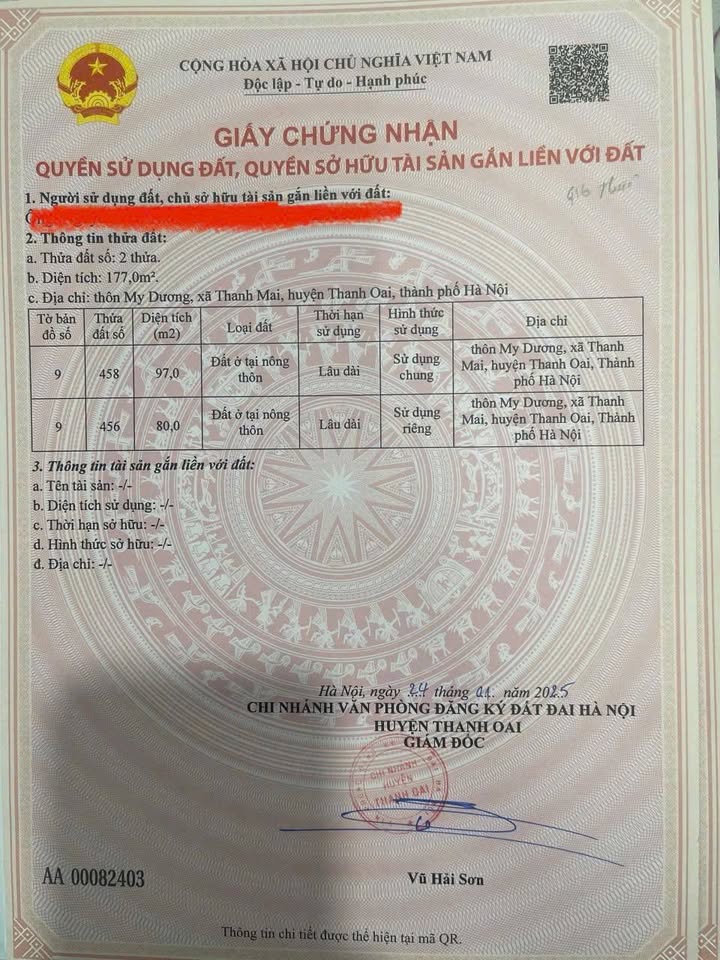 CỘNG HÒA XÃ HỘI CHỦ NGHĨA VIỆT NAM
Độc lập - Tự do - Hạnh phúc
GIẤY CHỨNG NHẬN
QUYỀN SỬ DỤNG ĐẤT, QUYỀN SỞ HỮU TÀI SẢN GẮN LIỀN VỚI ĐẤT
1. Người sử dụng đất, chủ sở hữu tài sản gắn liền với đất:
2. Thông tin thửa đất:
a. Thửa đất số: 2 thửa.
b. Diện tích: 177,0m².
c. Địa chỉ: thôn My Dương, xã Thanh Mai, huyện Thanh Oai, thành phố Hà Nội
Tờ bản đồ số | Thửa đất số | Diện tích (m2) | Loại đất | Thời hạn sử dụng | Hình thức sử dụng | Địa chỉ
9 | 458 | 97,0 | Đất ở tại nông thôn | Lâu dài | Sử dụng chung | thôn My Dương, xã Thanh Mai, huyện Thanh Oai, Thành phố Hà Nội
9 | 456 | 80,0 | Đất ở tại nông thôn | Lâu dài | Sử dụng riêng | thôn My Dương, xã Thanh Mai, huyện Thanh Oai, Thành phố Hà Nội
3. Thông tin tài sản gắn liền với đất:
a. Tên tài sản: -/-
b. Diện tích sử dụng: -/-
c. Thời hạn sở hữu: -/-
d. Hình thức sở hữu: -/-
đ. Địa chỉ: -/-
Hà Nội, ngày 24 tháng 01 năm 2025
CHI NHÁNH VĂN PHÒNG ĐĂNG KÝ ĐẤT ĐAI HÀ NỘI
HUYỆN THANH OAI
GIÁM ĐỐC
CHI NHÁNH
HUYỆN
THANH OAI
AA 00082403
Vũ Hải Sơn
Thông tin chi tiết được thể hiện tại mã QR.